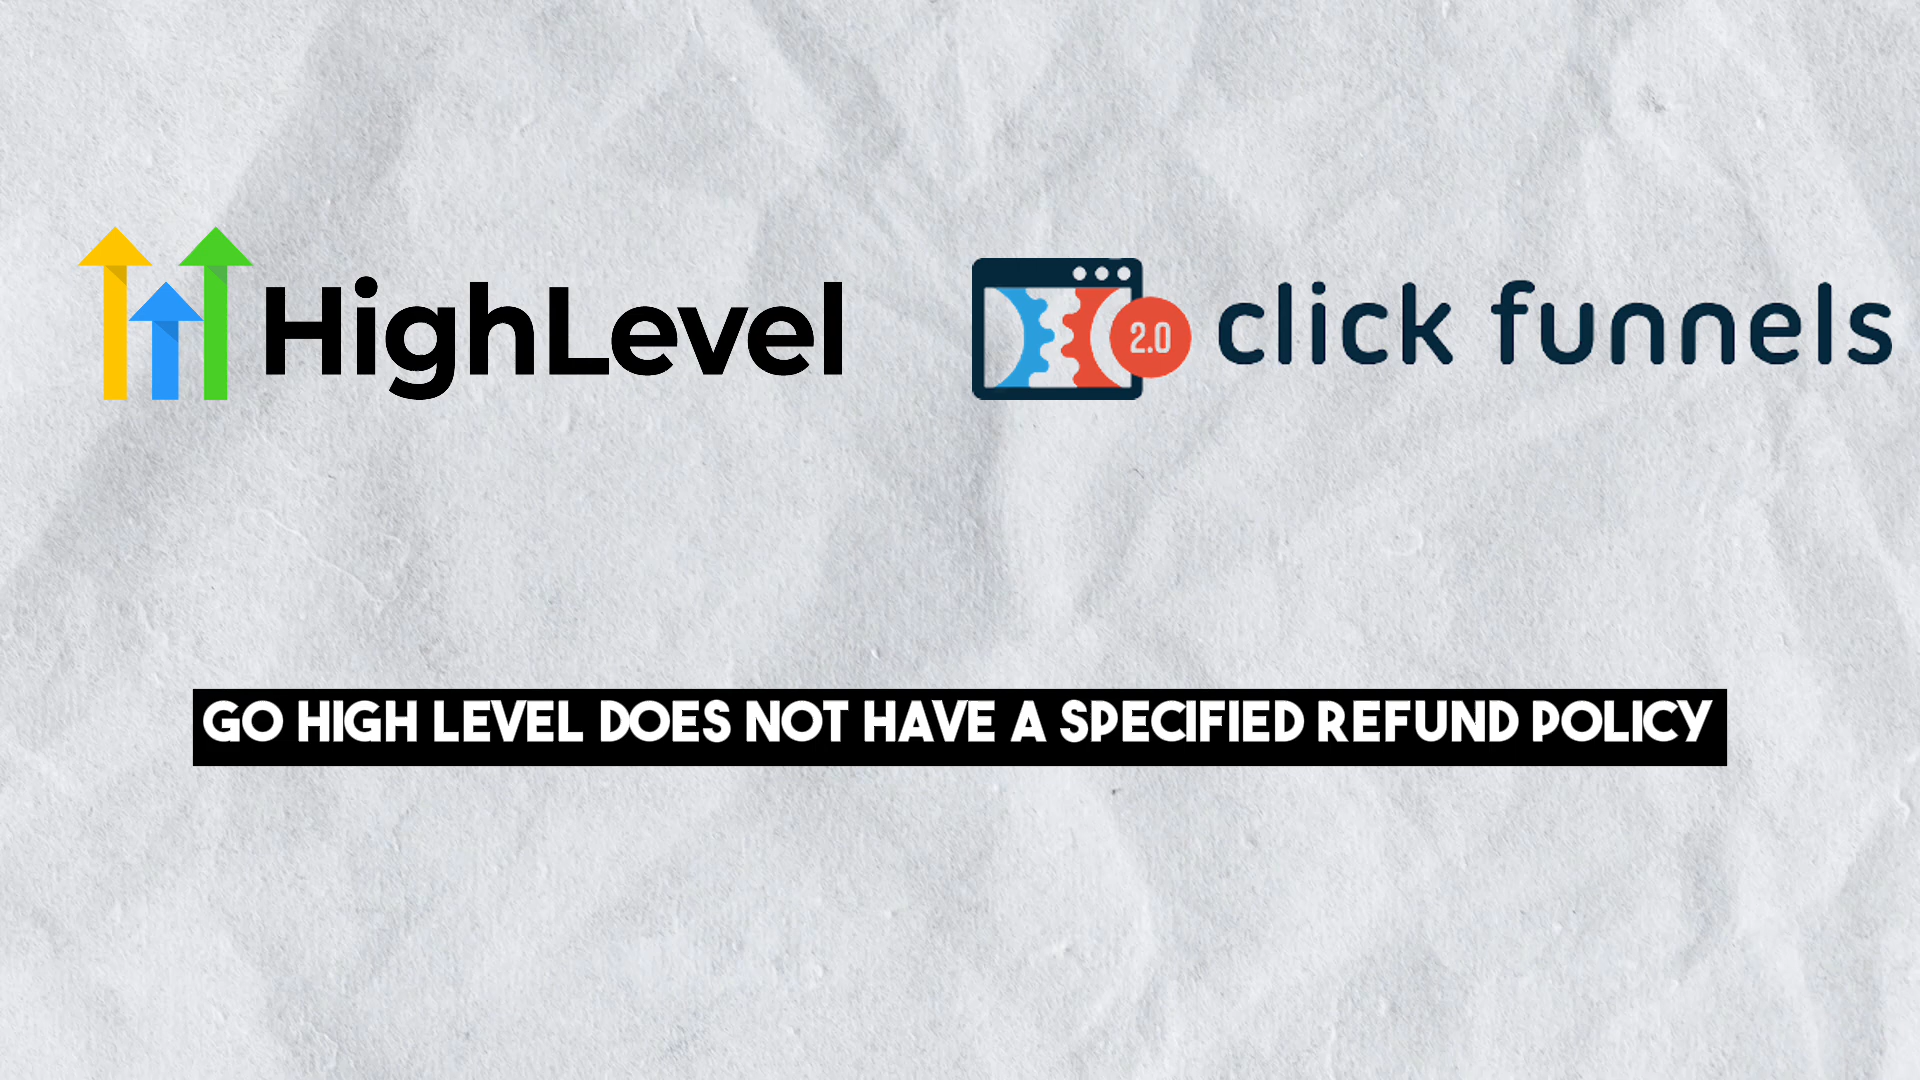 HighLevel
2.0 click funnels
GO HIGH LEVEL DOES NOT HAVE A SPECIFIED REFUND POLICY